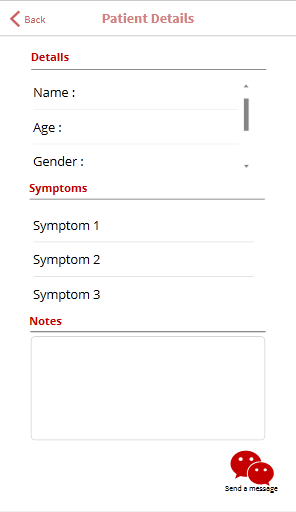 Back
Patient Details
Details
Name :
Age :
Gender :
Symptoms
Symptom 1
Symptom 2
Symptom 3
Notes
Send a message